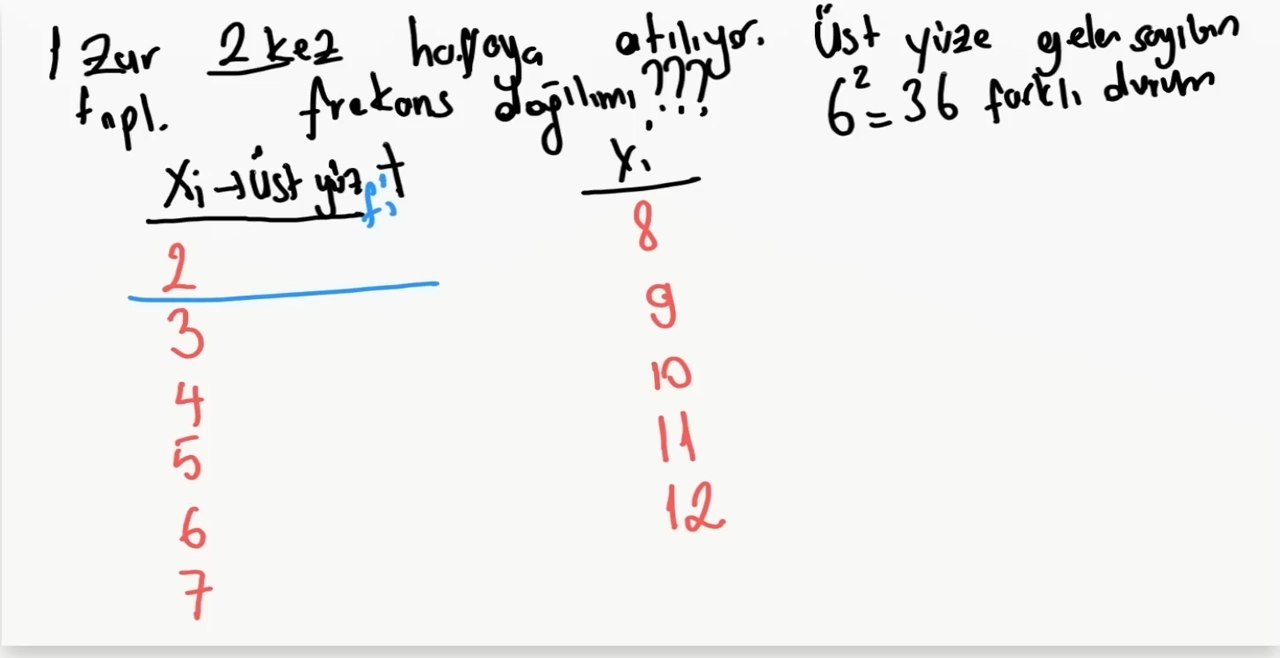 1 Zar 2 kez havaya atılıyor. Üst yüze gelen sayıların
topl. frekans dağılımı ??? 6² = 36 farklı durum
Xi → Üst yüz t fi
Xi
2
3
4
5
6
7
8
9
10
11
12